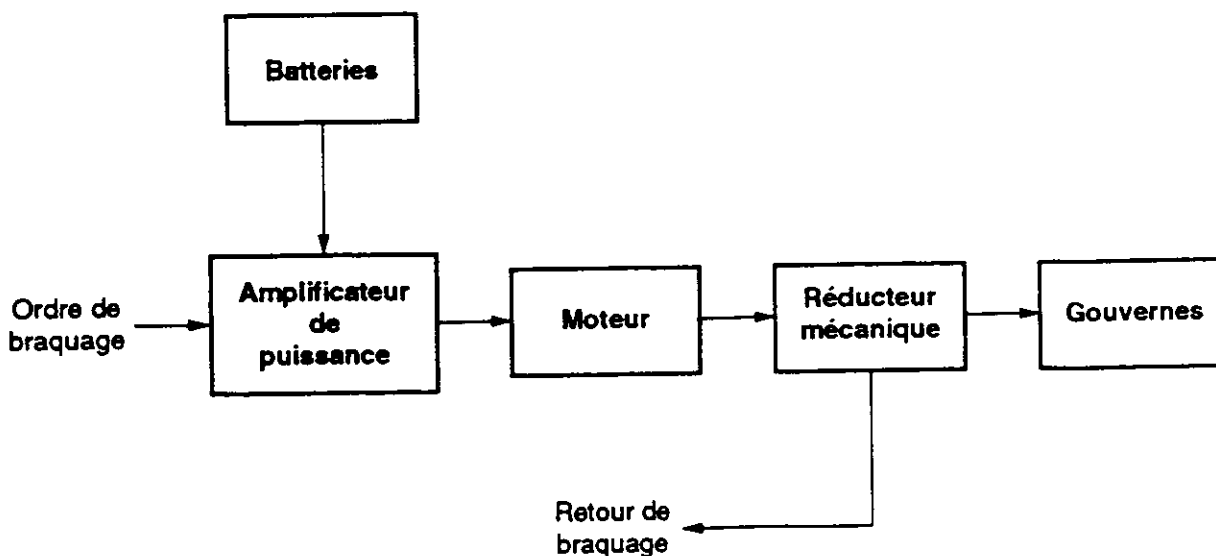 Batteries
Ordre de
braquage
Amplificateur
de
puissance
Moteur
Réducteur
mécanique
Gouvernes
Retour de
braquage